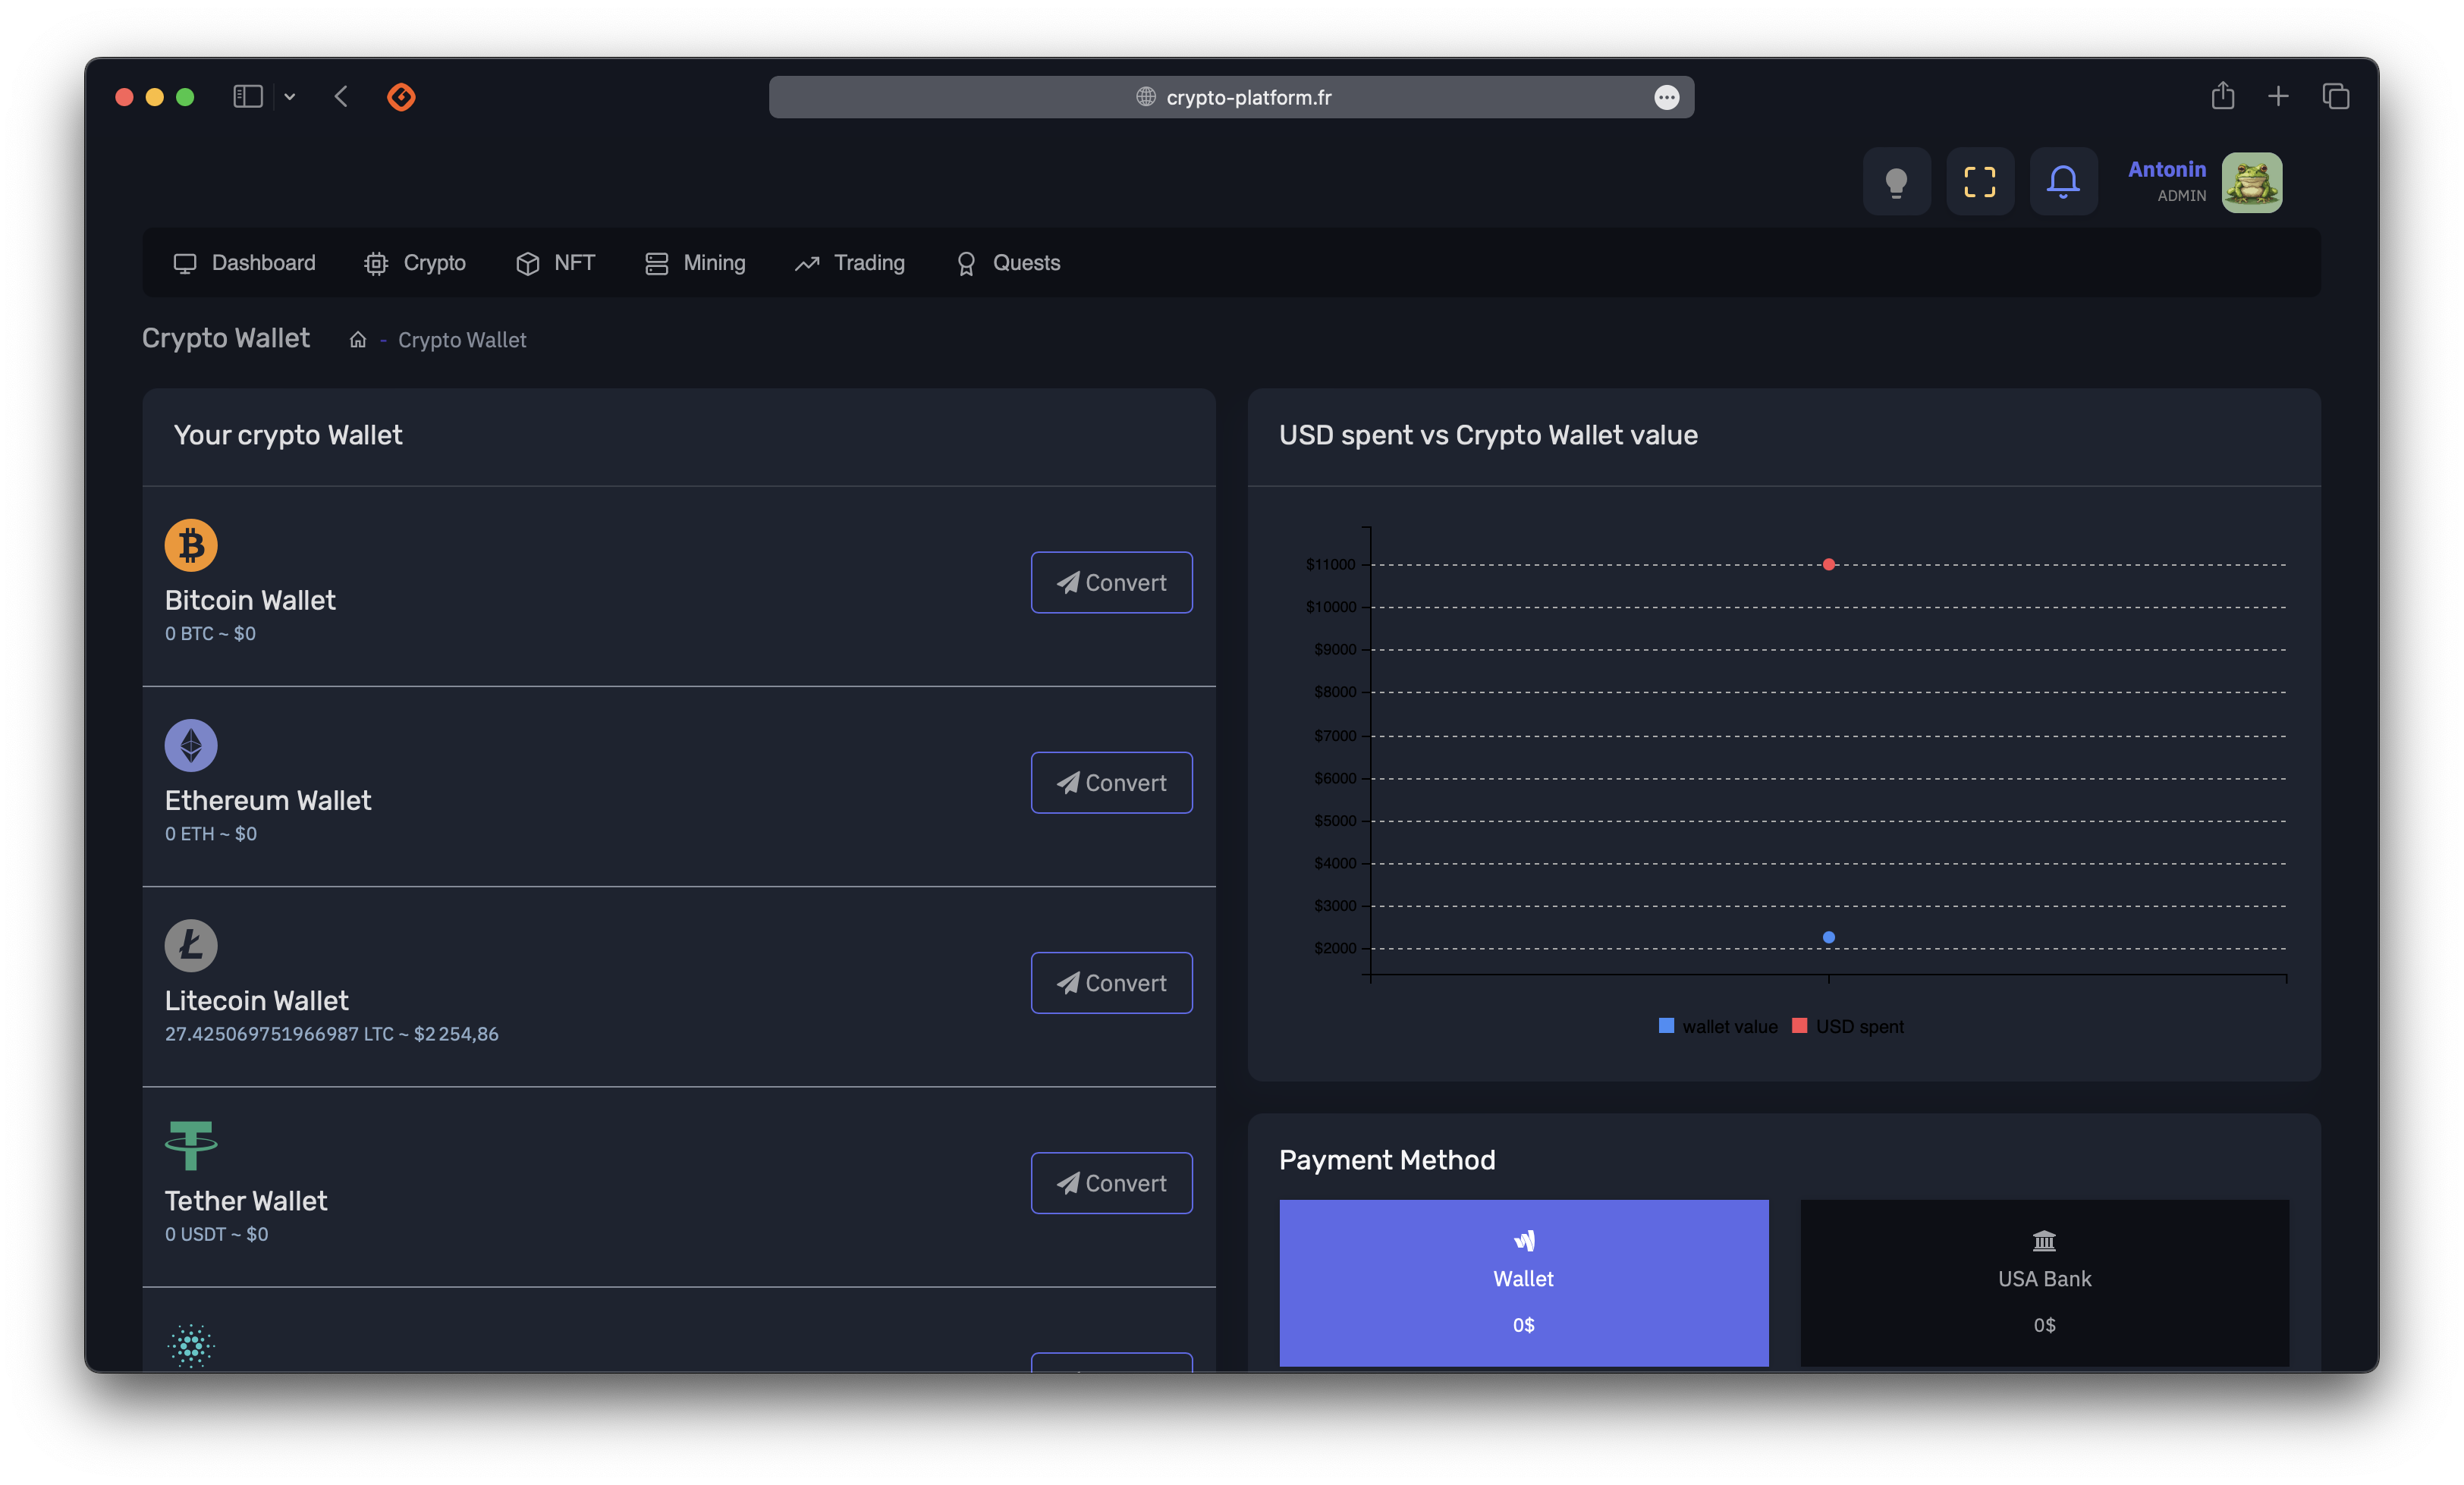 crypto-platform.fr
Antonin
ADMIN
Dashboard
Crypto
NFT
Mining
Trading
Quests
Crypto Wallet
- Crypto Wallet
Your crypto Wallet
Bitcoin Wallet
0 BTC ~ $0
Convert
Ethereum Wallet
0 ETH ~ $0
Convert
Litecoin Wallet
27.425069751966987 LTC ~ $2 254,86
Convert
Tether Wallet
0 USDT ~ $0
Convert
USD spent vs Crypto Wallet value
$11000
$10000
$9000
$8000
$7000
$6000
$5000
$4000
$3000
$2000
wallet value
USD spent
Payment Method
Wallet
0$
USA Bank
0$